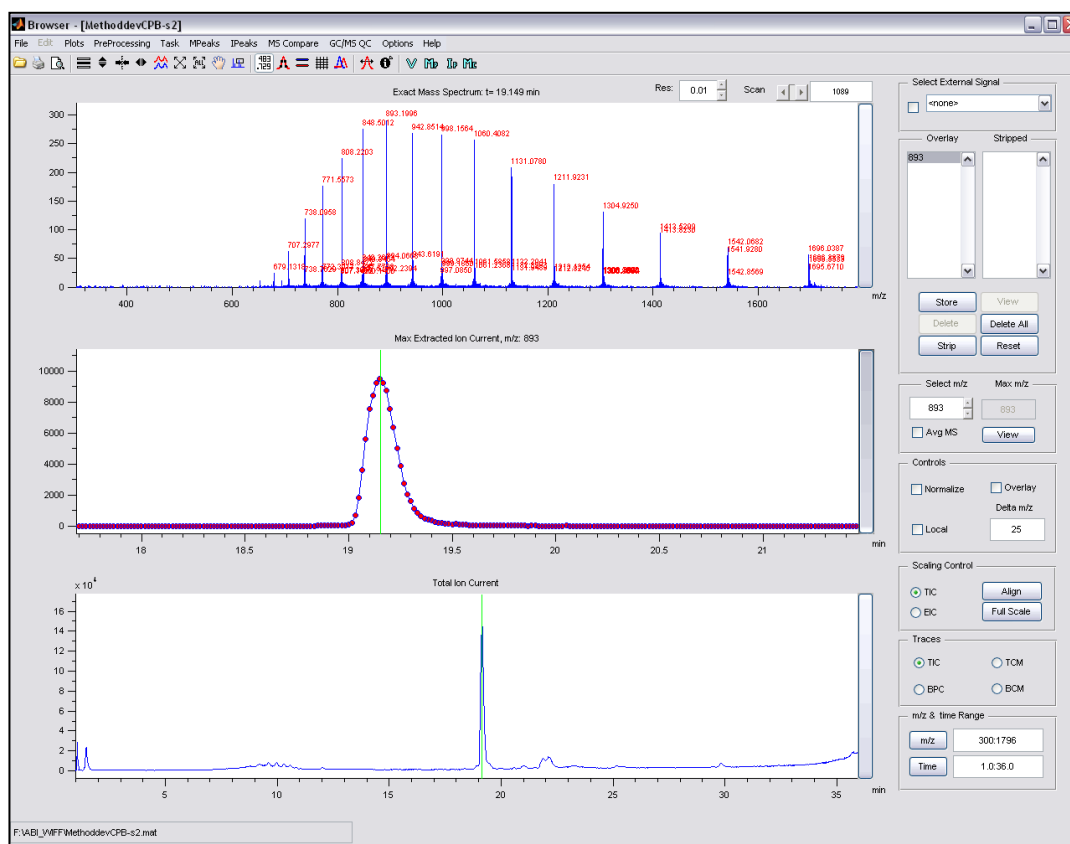 Browser - [MethoddevCPB-s2]
File Edit Plots PreProcessing Task MPeaks IPeaks MS Compare GC/MS QC Options Help
Exact Mass Spectrum: t= 19.149 min
Res: 0.01
Scan 1089
300
250
200
150
100
50
0
679.1319
707.2977
738.0958
771.5573
808.2203
848.5012
893.1996
942.8514
998.1564
1060.4082
1131.0780
1211.9231
1304.9250
1542.0682
1541.9280
1542.8569
1696.0387
1695.6710
997.0850
400 600 800 1000 1200 1400 1600
m/z
Max Extracted Ion Current, m/z: 893
10000
8000
6000
4000
2000
0
18 18.5 19 19.5 20 20.5 21
min
Total Ion Current
16
14
12
10
8
6
4
2
0
5 10 15 20 25 30 35
min
Select External Signal
<none>
Overlay Stripped
893
Store View
Delete Delete All
Strip Reset
Select m/z Max m/z
893 893
Avg MS View
Controls
Normalize Overlay
Delta m/z
Local 25
Scaling Control
TIC Align
EIC Full Scale
Traces
TIC TCM
BPC BCM
m/z & time Range
m/z 300:1796
Time 1.0:36.0
F:\ABI_WIFF\MethoddevCPB-s2.mat